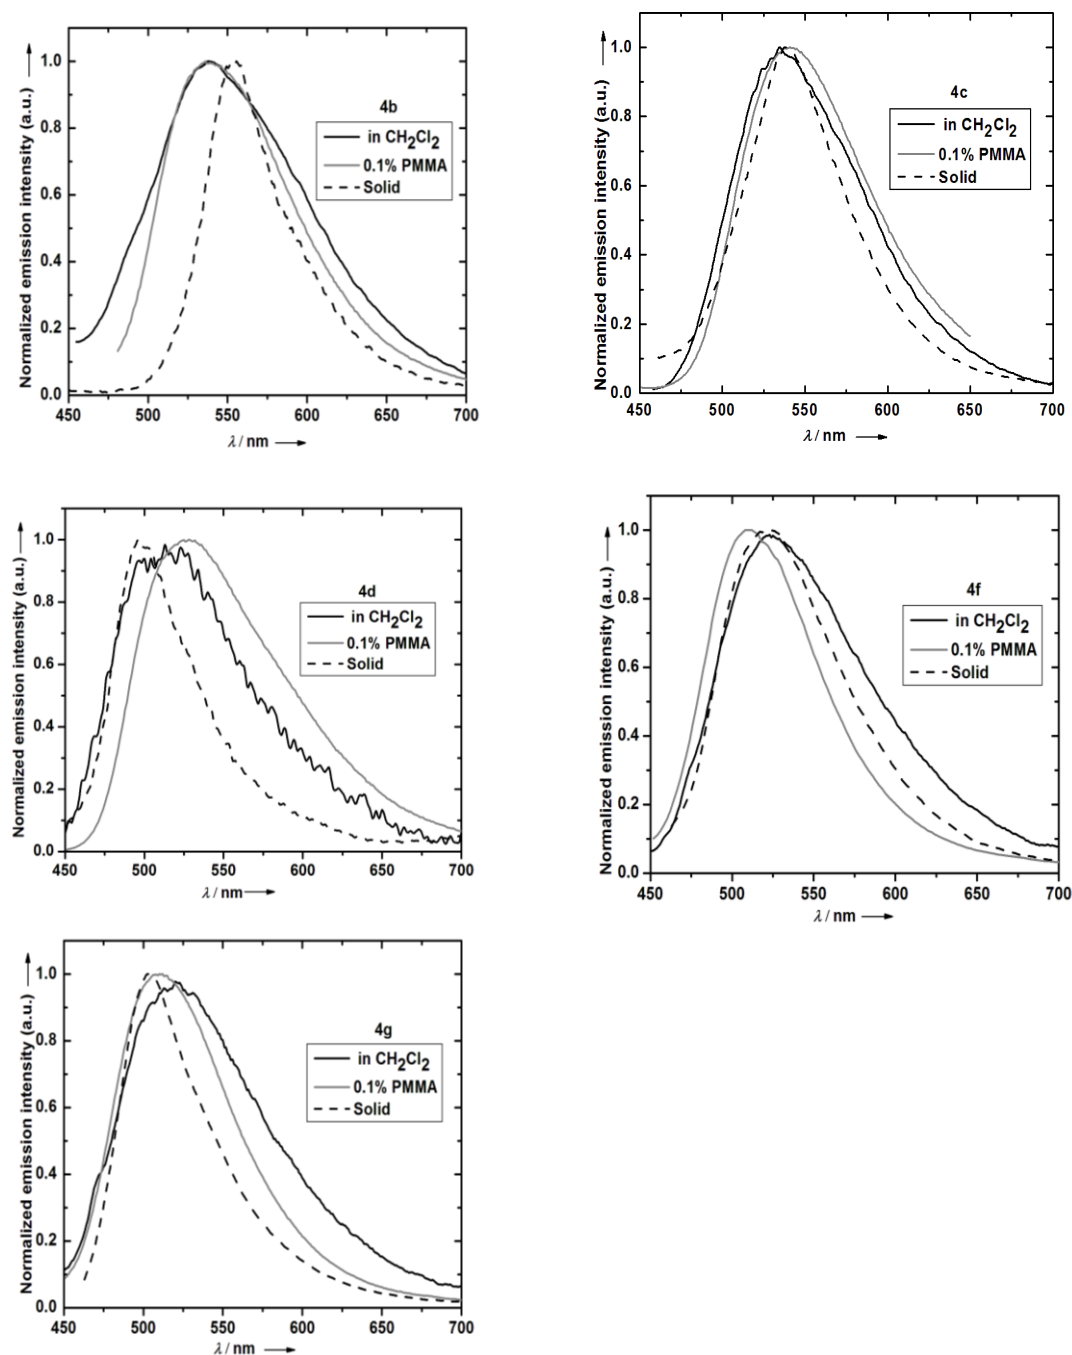 4b
in CH2Cl2
0.1% PMMA
Solid
Normalized emission intensity (a.u.)
1.0
0.8
0.6
0.4
0.2
0.0
450 500 550 600 650 700
λ / nm
4c
in CH2Cl2
0.1% PMMA
Solid
Normalized emission intensity (a.u.)
1.0
0.8
0.6
0.4
0.2
0.0
450 500 550 600 650 700
λ / nm
4d
in CH2Cl2
0.1% PMMA
Solid
Normalized emission intensity (a.u.)
1.0
0.8
0.6
0.4
0.2
0.0
450 500 550 600 650 700
λ / nm
4f
in CH2Cl2
0.1% PMMA
Solid
Normalized emission intensity (a.u.)
1.0
0.8
0.6
0.4
0.2
0.0
450 500 550 600 650 700
λ / nm
4g
in CH2Cl2
0.1% PMMA
Solid
Normalized emission intensity (a.u.)
1.0
0.8
0.6
0.4
0.2
0.0
450 500 550 600 650 700
λ / nm